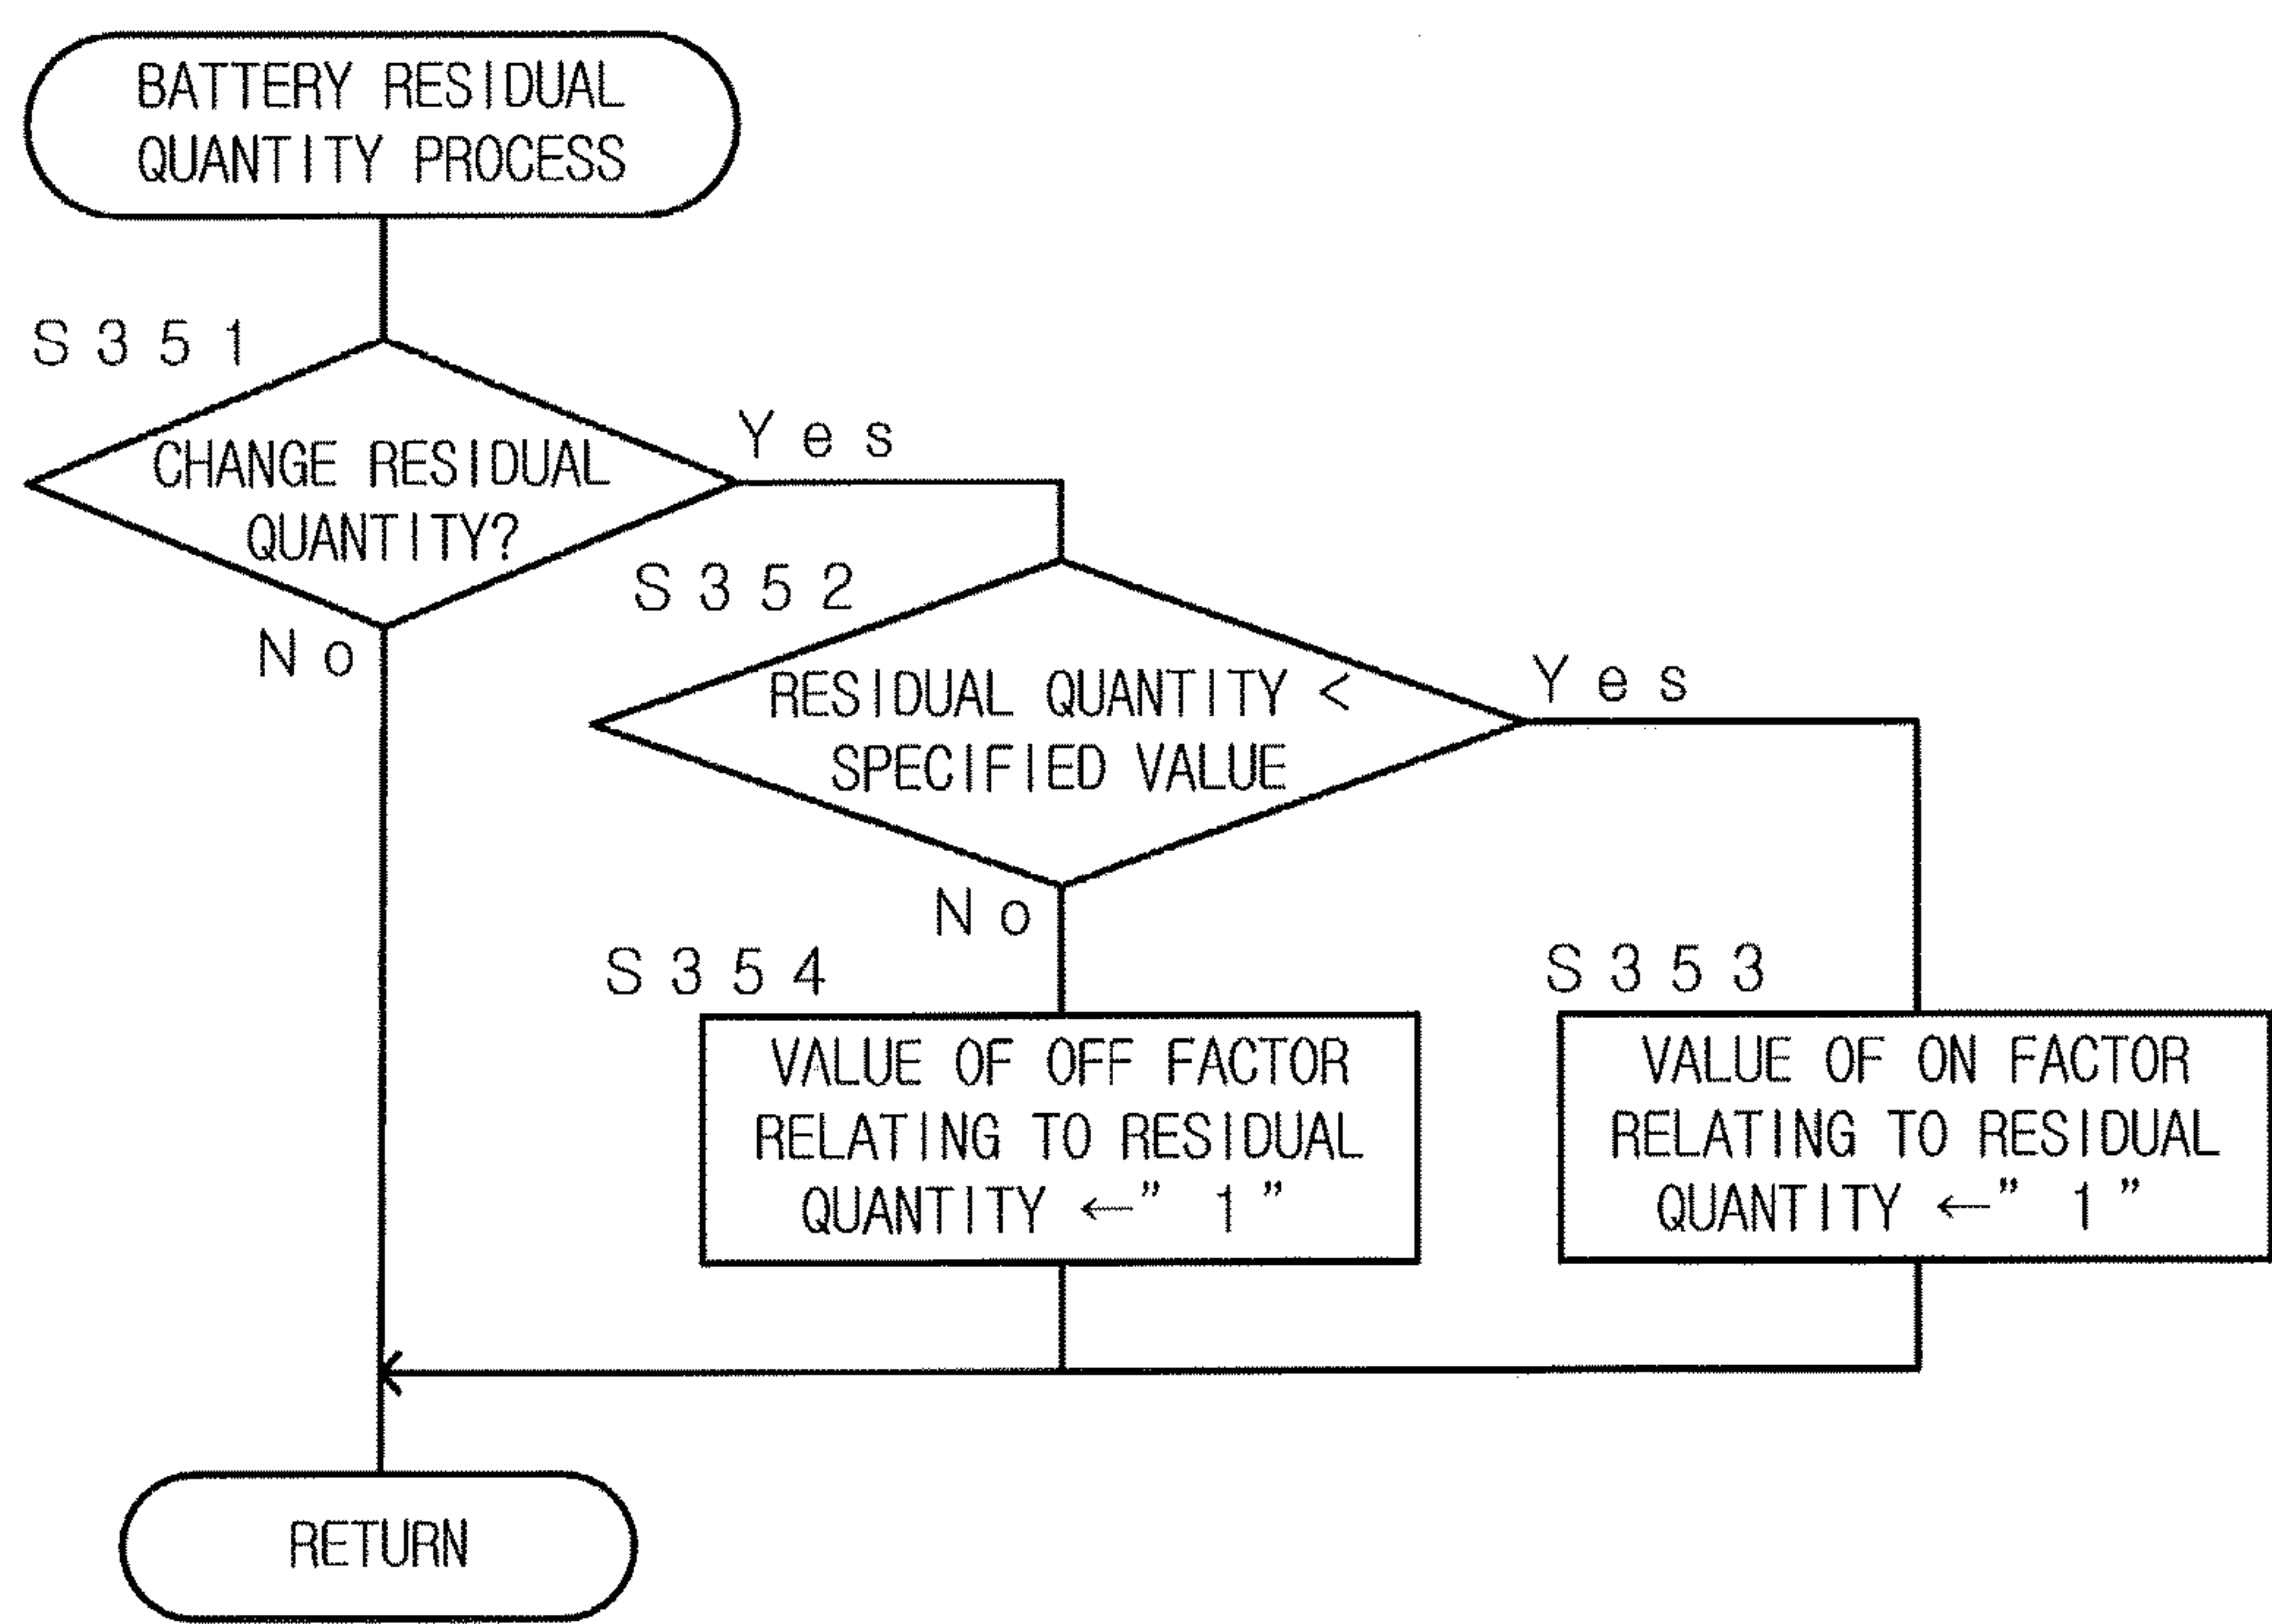 BATTERY RESIDUAL
QUANTITY PROCESS
S351
CHANGE RESIDUAL
QUANTITY?
Yes
No
S352
RESIDUAL QUANTITY <
SPECIFIED VALUE
Yes
No
S354
VALUE OF OFF FACTOR
RELATING TO RESIDUAL
QUANTITY ←” 1 ”
S353
VALUE OF ON FACTOR
RELATING TO RESIDUAL
QUANTITY ←” 1 ”
RETURN